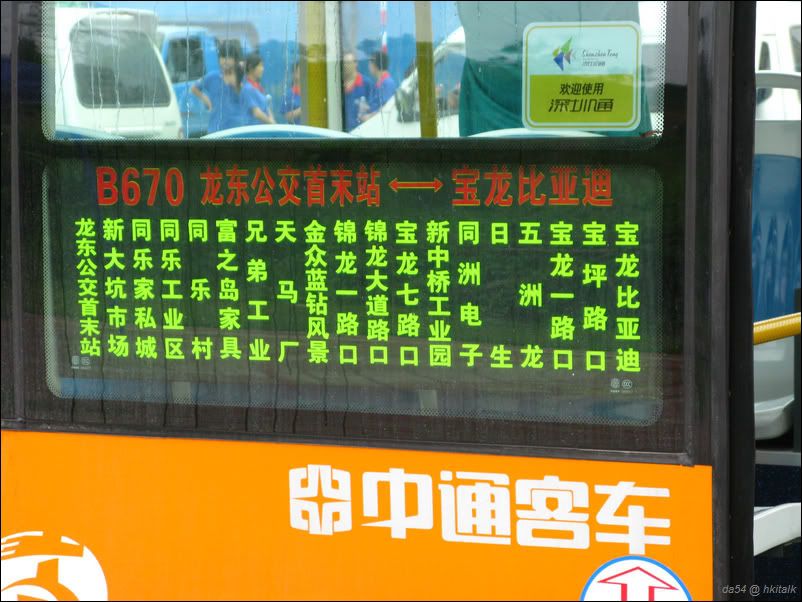 Shenzhen Tong
深圳通
欢迎使用
深圳通
B670 龙东公交首末站 ⟷ 宝龙比亚迪
龙东公交首末站
新大坑市场
同乐家私城
同乐工业区
同乐村
富之岛家具
兄弟工业
天马厂
金众蓝钻风景
锦龙一路口
锦龙大道路口
宝龙七路口
新中桥工业园
同洲电子
日生
五洲龙
宝龙一路口
宝坪路口
宝龙比亚迪
中通客车
da54 @ hkitalk